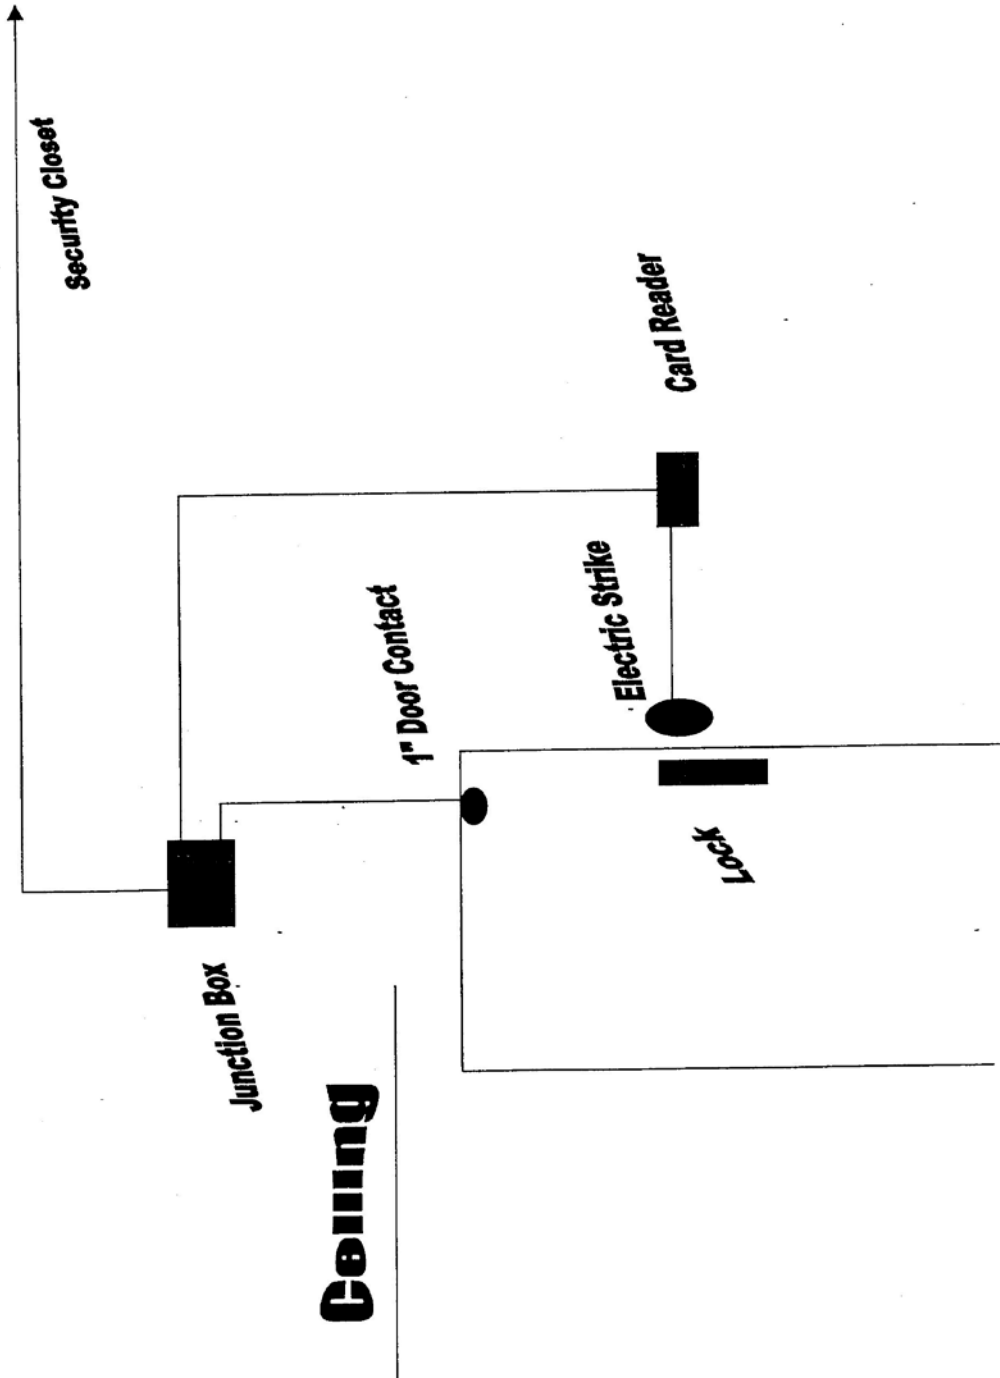 Security Closet
Card Reader
Electric Strike
1" Door Contact
Lock
Junction Box
Ceiling